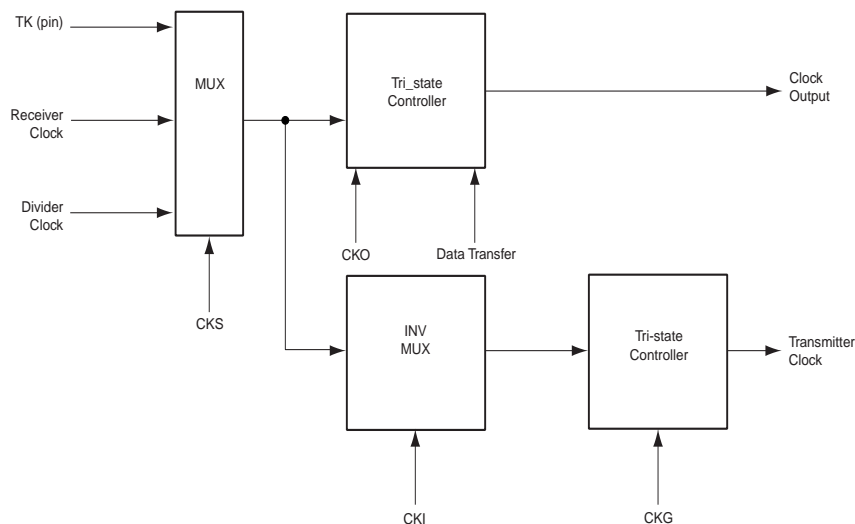 TK (pin)
MUX
Tri_state
Controller
Clock
Output
Receiver
Clock
Divider
Clock
CKO
Data Transfer
CKS
INV
MUX
Tri-state
Controller
Transmitter
Clock
CKI
CKG